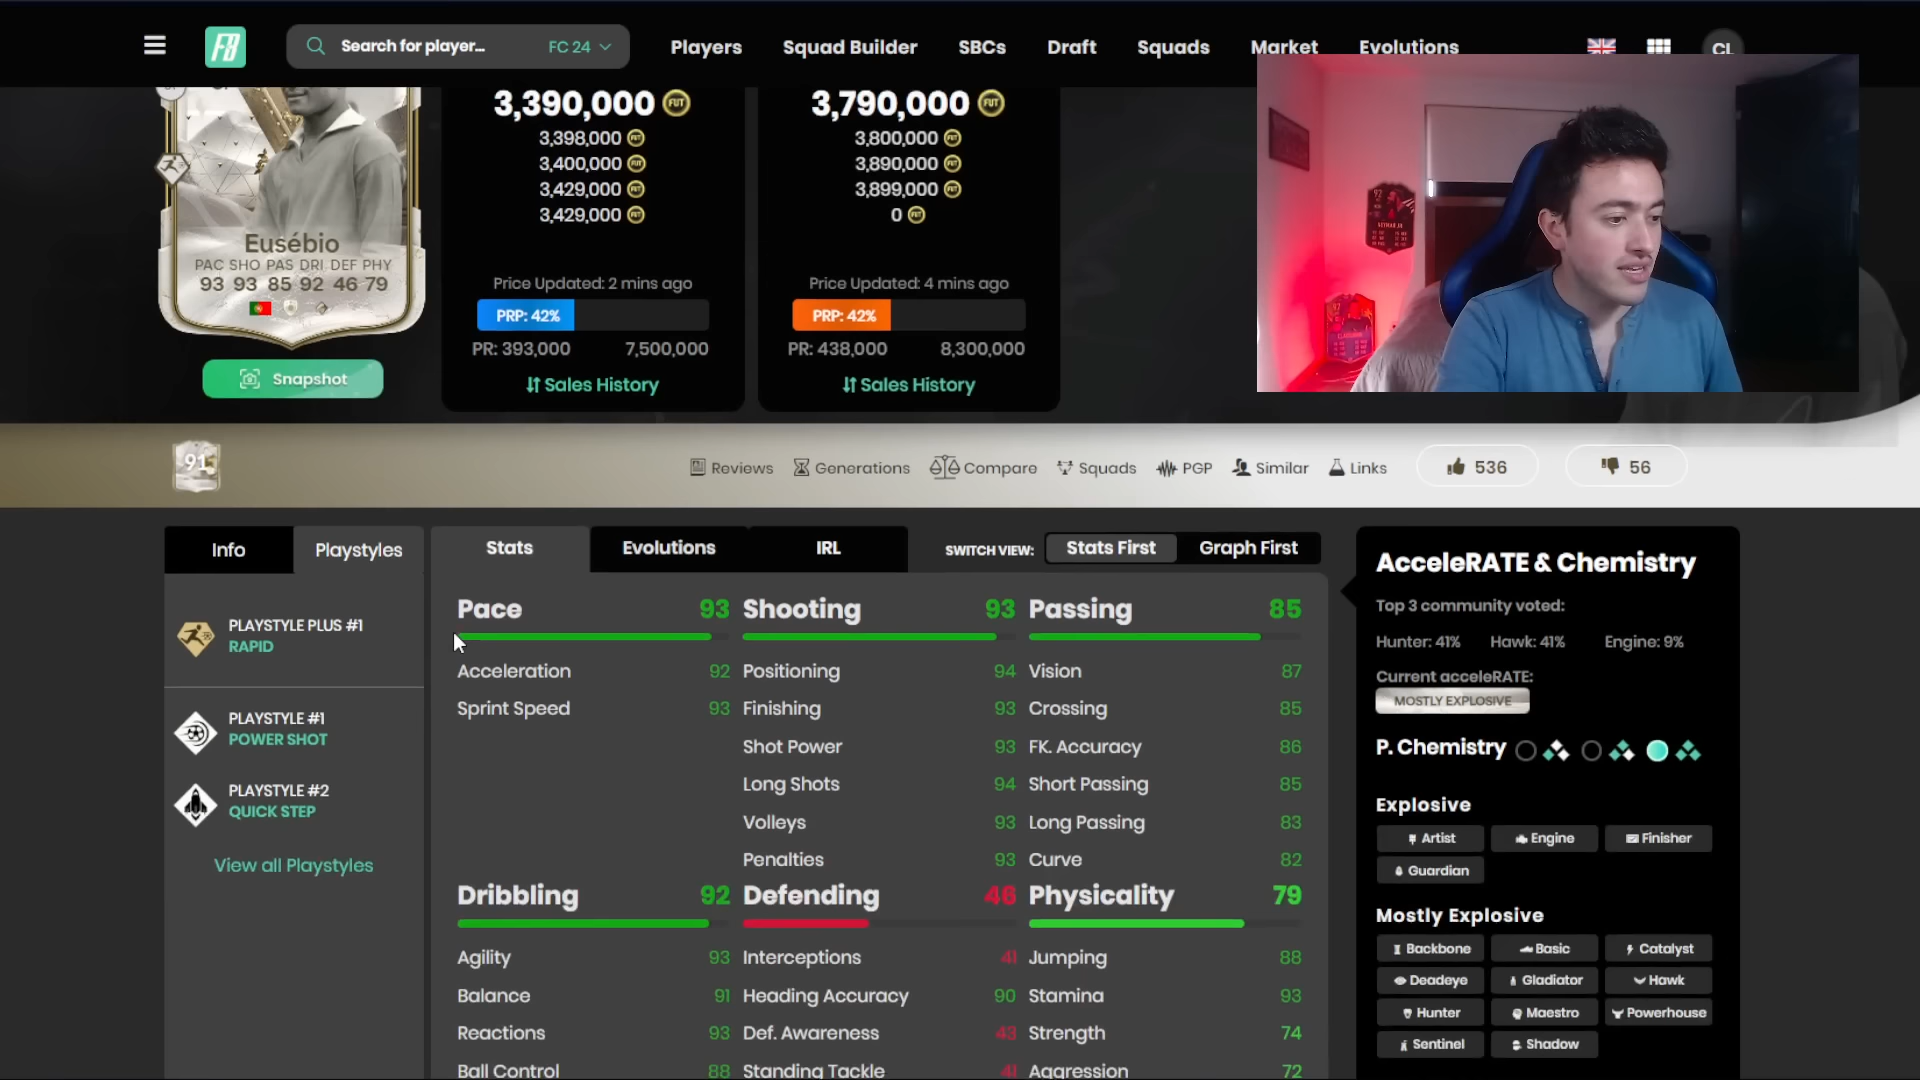 FB
Search for player...
FC 24
Players
Squad Builder
SBCs
Draft
Squads
Market
Evolutions
CL
3,390,000
3,398,000
3,400,000
3,429,000
3,429,000
Price Updated: 2 mins ago
PRP: 42%
PR: 393,000 7,500,000
Sales History
3,790,000
3,800,000
3,890,000
3,899,000
0
Price Updated: 4 mins ago
PRP: 42%
PR: 438,000 8,300,000
Sales History
Eusébio
PAC SHO PAS DRI DEF PHY
93 93 85 92 46 79
Snapshot
91
Reviews
Generations
Compare
Squads
PGP
Similar
Links
536
56
Info
Playstyles
PLAYSTYLE PLUS #1
RAPID
PLAYSTYLE #1
POWER SHOT
PLAYSTYLE #2
QUICK STEP
View all Playstyles
Stats
Evolutions
IRL
SWITCH VIEW:
Stats First
Graph First
Pace 93
Acceleration 92
Sprint Speed 93
Shooting 93
Positioning 94
Finishing 93
Shot Power 93
Long Shots 94
Volleys 93
Penalties 93
Passing 85
Vision 87
Crossing 85
FK. Accuracy 86
Short Passing 85
Long Passing 83
Curve 82
Dribbling 92
Agility 93
Balance 91
Reactions 93
Ball Control 88
Defending 46
Interceptions 41
Heading Accuracy 90
Def. Awareness 43
Standing Tackle 41
Physicality 79
Jumping 88
Stamina 93
Strength 74
Aggression 72
AcceleRATE & Chemistry
Top 3 community voted:
Hunter: 41% Hawk: 41% Engine: 9%
Current acceleRATE:
MOSTLY EXPLOSIVE
P. Chemistry
Explosive
Artist
Engine
Finisher
Guardian
Mostly Explosive
Backbone
Basic
Catalyst
Deadeye
Gladiator
Hawk
Hunter
Maestro
Powerhouse
Sentinel
Shadow